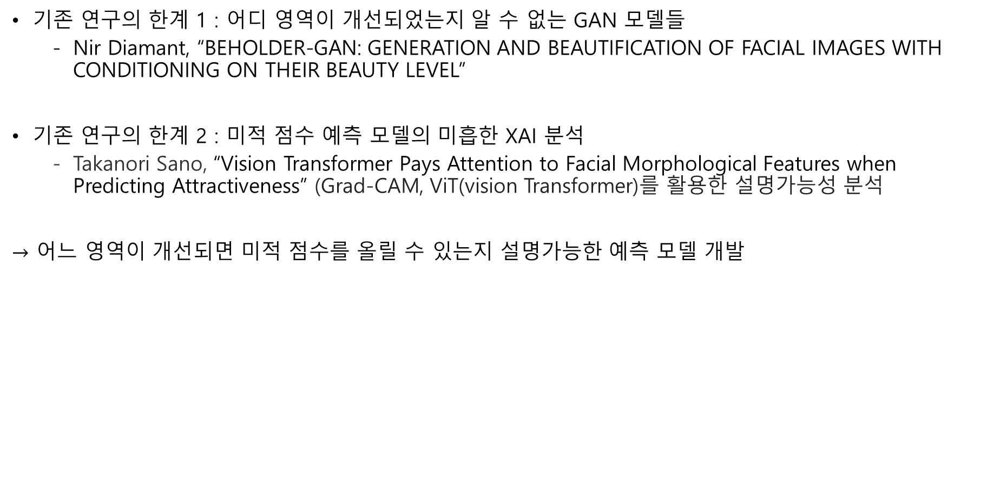 • 기존 연구의 한계 1 : 어디 영역이 개선되었는지 알 수 없는 GAN 모델들
- Nir Diamant, “BEHOLDER-GAN: GENERATION AND BEAUTIFICATION OF FACIAL IMAGES WITH
CONDITIONING ON THEIR BEAUTY LEVEL”
• 기존 연구의 한계 2 : 미적 점수 예측 모델의 미흡한 XAI 분석
- Takanori Sano, “Vision Transformer Pays Attention to Facial Morphological Features when
Predicting Attractiveness” (Grad-CAM, ViT(vision Transformer)를 활용한 설명가능성 분석
→ 어느 영역이 개선되면 미적 점수를 올릴 수 있는지 설명가능한 예측 모델 개발